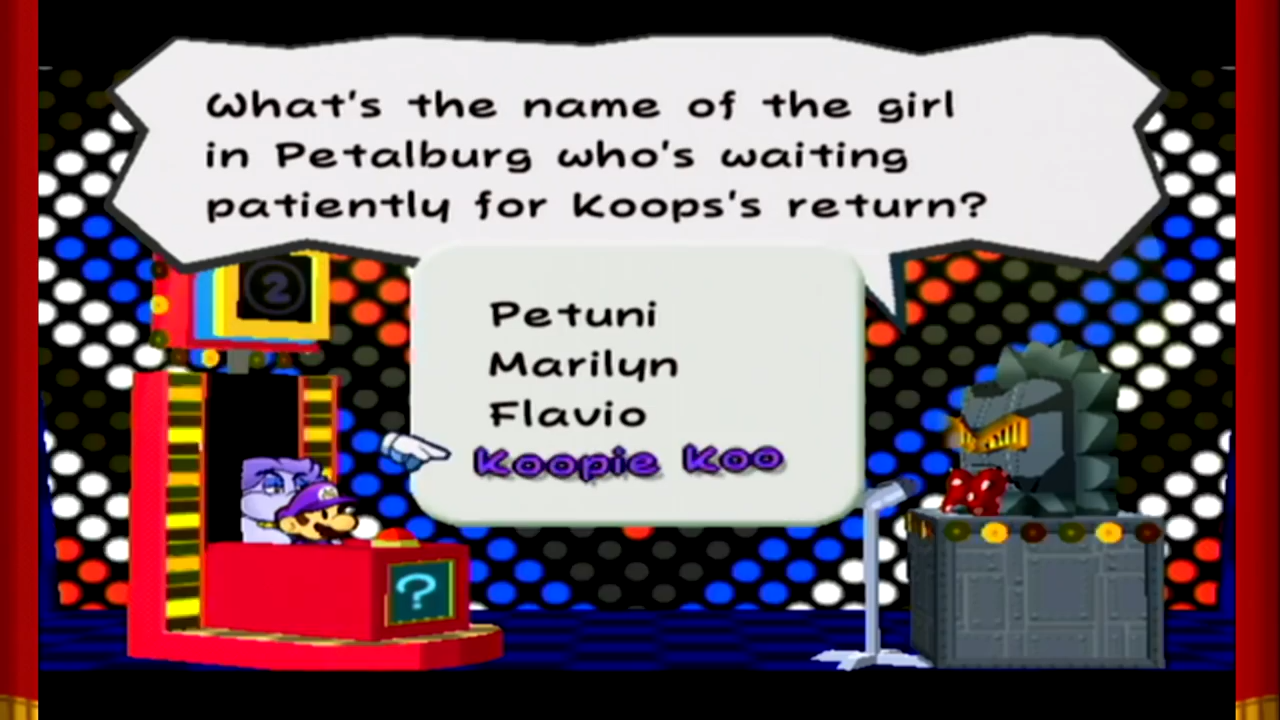 What's the name of the girl
in Petalburg who's waiting
patiently for Koops's return?
2
Petuni
Marilyn
Flavio
Koopie Koo
?